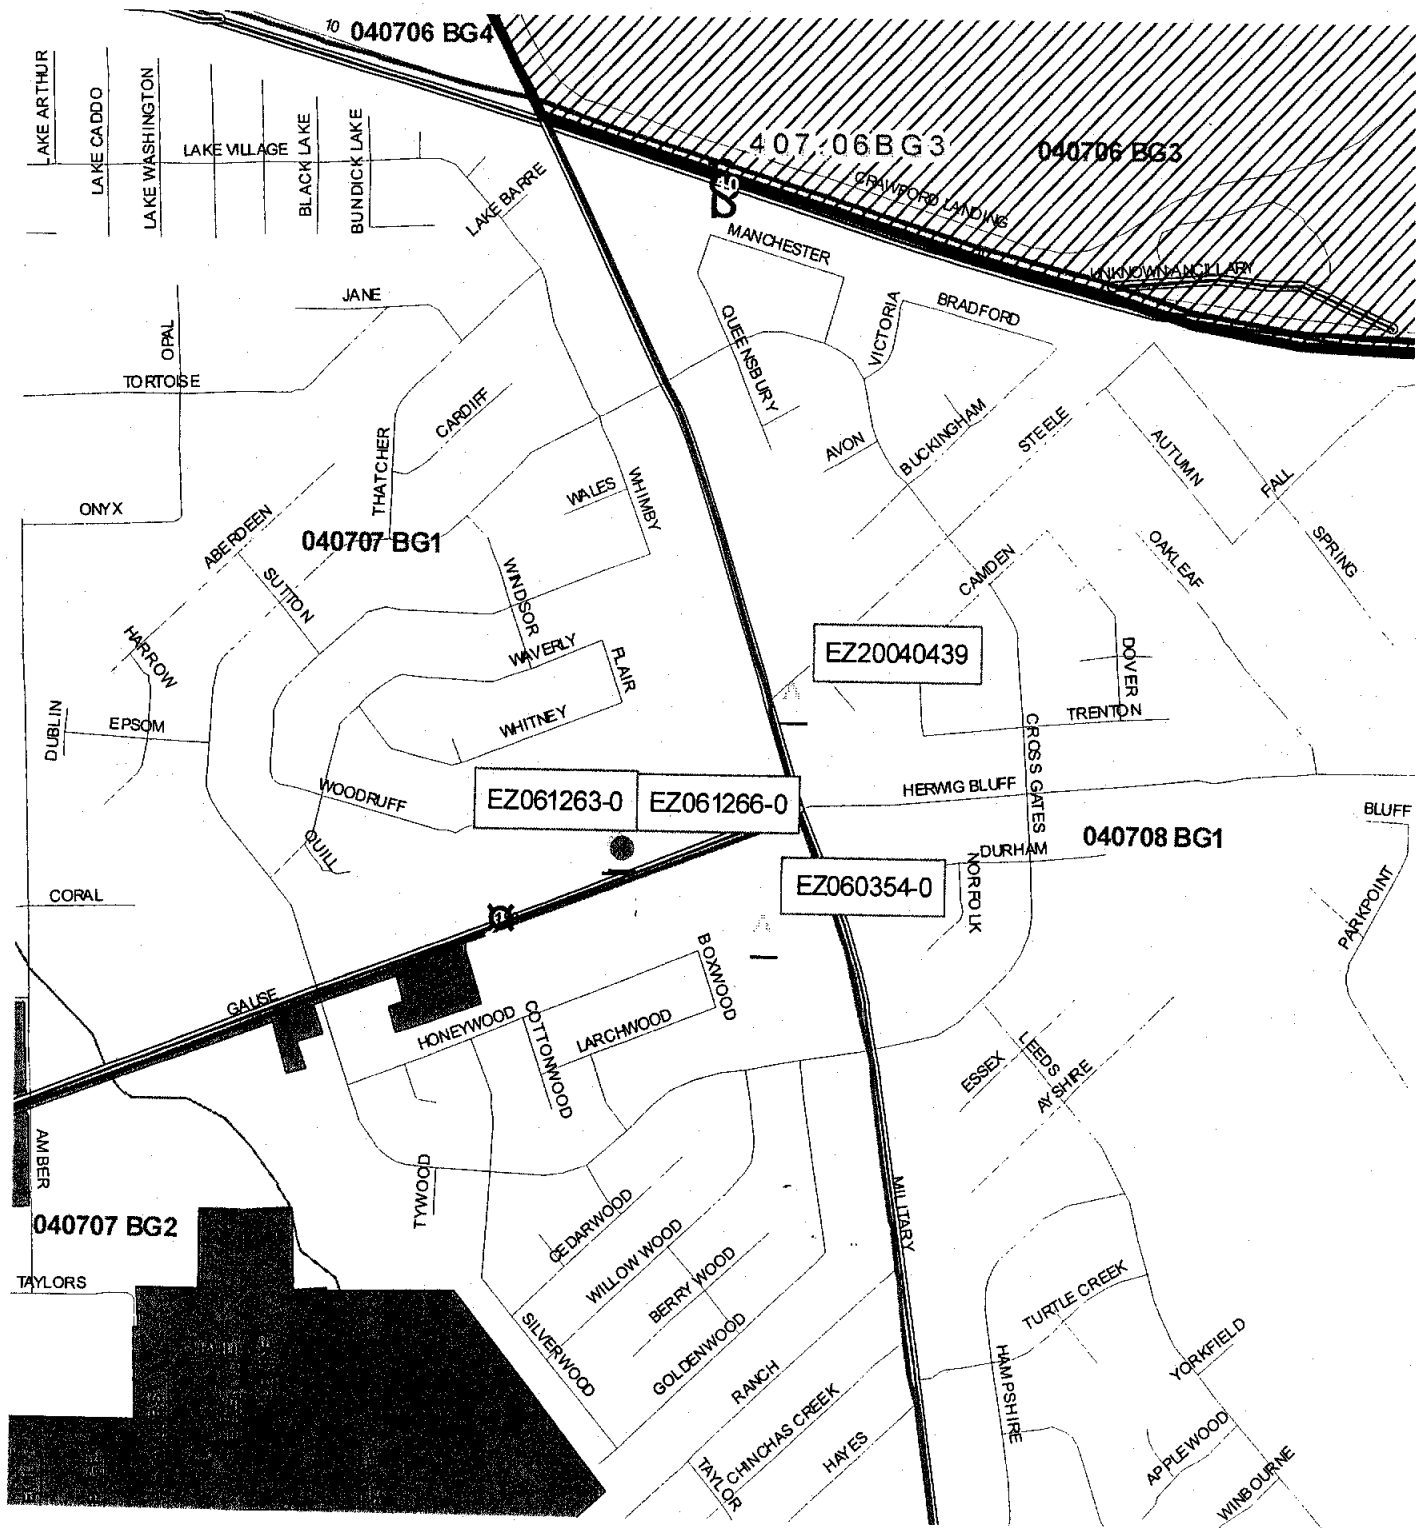 10
040706 BG4
LAKE ARTHUR
LAKE CADDO
LAKE WASHINGTON
LAKE VILLAGE
BLACK LAKE
BUNDICK LAKE
LAKE BARRE
407.06BG3
040706 BG3
CRAWFORD LANDING
MANCHESTER
UNKNOWN ANCILLARY
JANE
OPAL
QUEENSBURY
VICTORIA
BRADFORD
TORTOISE
CARDIFF
THATCHER
AVON
BUCKINGHAM
STEELE
AUTUMN
FALL
SPRING
ONYX
WALES
WHIMBY
ABERDEEN
040707 BG1
SUTTON
WINDSOR
CAMDEN
OAKLEAF
HARROW
WAVERLY
FLAIR
EZ20040439
DOVER
DUBLIN
EPSOM
WHITNEY
TRENTON
CROSS GATES
WOODRUFF
EZ061263-0
EZ061266-0
HERWIG BLUFF
BLUFF
QUILL
040708 BG1
DURHAM
EZ060354-0
NORFOLK
CORAL
PARKPOINT
BOXWOOD
GAUSE
HONEYWOOD
COTTONWOOD
LARCHWOOD
ESSEX
LEEDS
AYSHIRE
AMBER
TYWOOD
040707 BG2
CEDARWOOD
MILITARY
WILLOW WOOD
BERRY WOOD
TAYLORS
SILVERWOOD
GOLDENWOOD
TURTLE CREEK
HAMPSHIRE
YORKFIELD
RANCH
CHINCHAS CREEK
HAYES
TAYLOR
APPLEWOOD
WINBOURNE